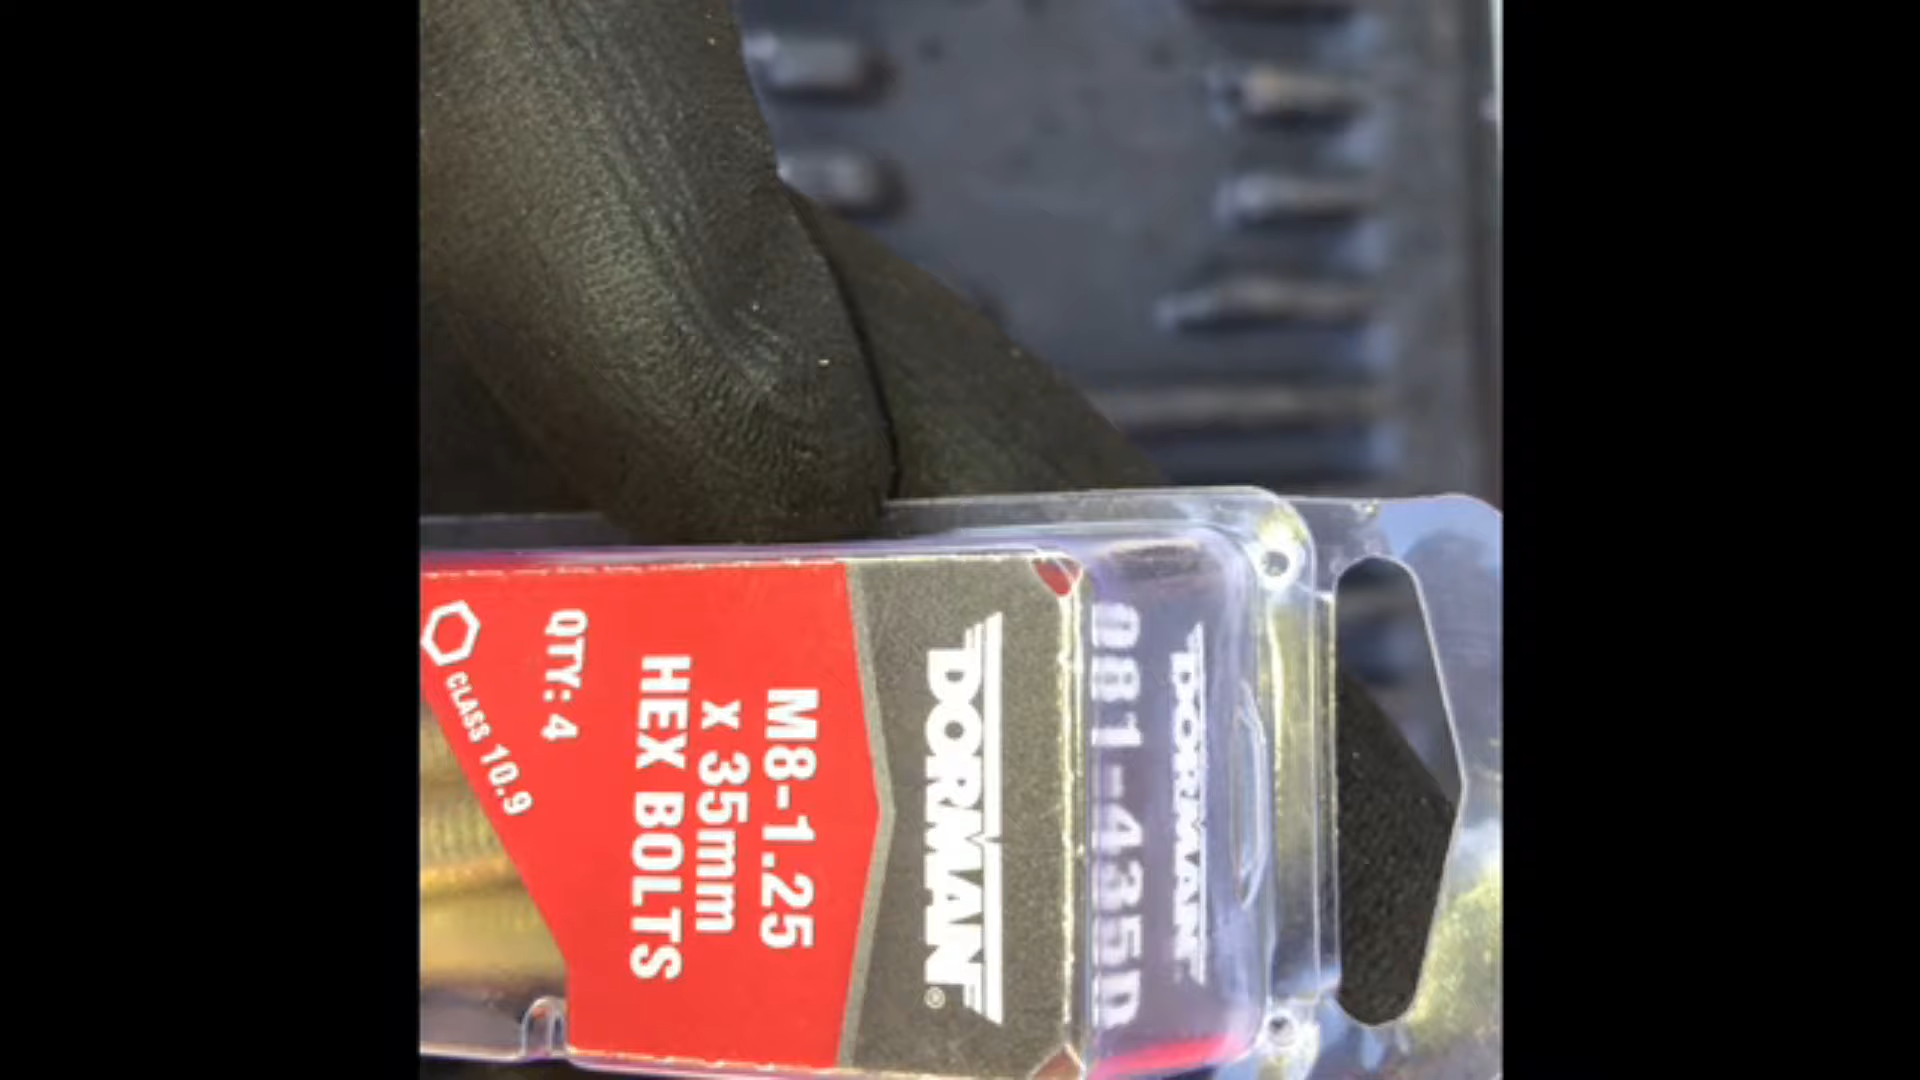 DORMAN
081-435D
DORMAN®
M8-1.25
X 35mm
HEX BOLTS
QTY: 4
CLASS 10.9